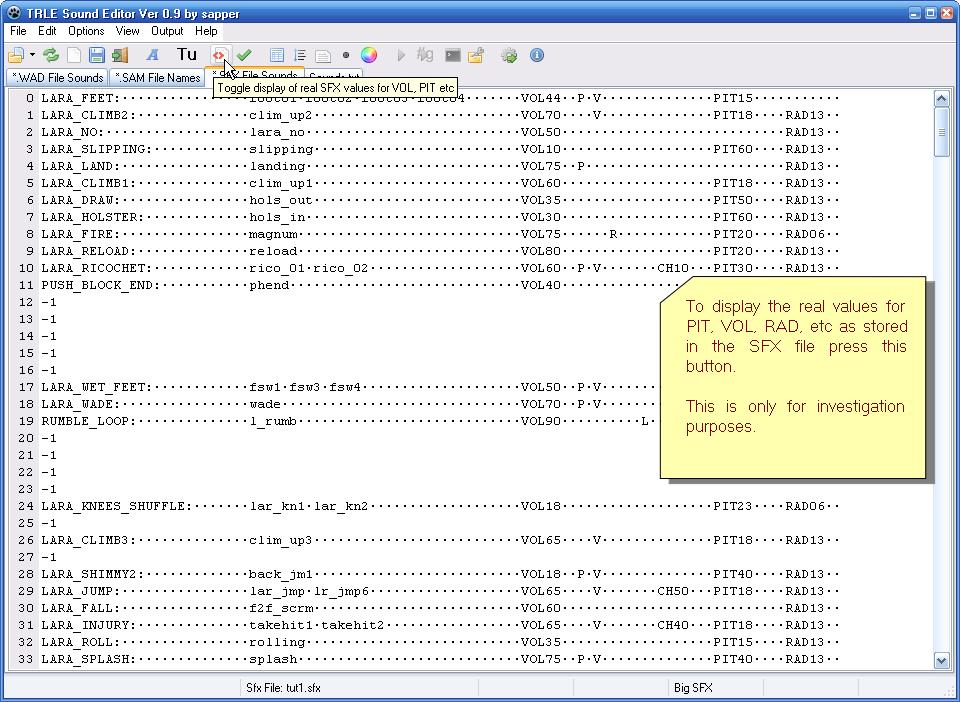 TRLE Sound Editor Ver 0.9 by sapper
File Edit Options View Output Help
A Tu
*.WAD File Sounds *.SAM File Names File Sounds
Toggle display of real SFX values for VOL, PIT etc
0 LARA_FEET: VOL44··P·V··············PIT15·······RAD13··
1 LARA_CLIMB2:··············clim_up2··························VOL70····V··············PIT18····RAD13··
2 LARA_NO:··················lara_no···························VOL50·······························RAD13··
3 LARA_SLIPPING:············slipping··························VOL10···················PIT60····RAD13··
4 LARA_LAND:················landing···························VOL75··P····························RAD13··
5 LARA_CLIMB1:··············clim_up1··························VOL60···················PIT18····RAD13··
6 LARA_DRAW:················hols_out··························VOL35···················PIT50····RAD13··
7 LARA_HOLSTER:·············hols_in···························VOL30···················PIT60····RAD13··
8 LARA_FIRE:················magnum····························VOL75······R············PIT20····RAD06··
9 LARA_RELOAD:··············reload····························VOL80···················PIT20····RAD13··
10 LARA_RICOCHET:············rico_01·rico_02···················VOL60··P·V·······CH10···PIT30····RAD13··
11 PUSH_BLOCK_END:···········phend·····························VOL40··················
12 -1
13 -1
14 -1
15 -1
16 -1
17 LARA_WET_FEET:············fsw1·fsw3·fsw4····················VOL50··P·V·······
18 LARA_WADE:················wade······························VOL70··P·V·······
19 RUMBLE_LOOP:··············l_rumb····························VOL90··········L·
20 -1
21 -1
22 -1
23 -1
24 LARA_KNEES_SHUFFLE:·······lar_kn1·lar_kn2···················VOL18···················PIT23····RAD06··
25 -1
26 LARA_CLIMB3:··············clim_up3··························VOL65····V··············PIT18····RAD13··
27 -1
28 LARA_SHIMMY2:·············back_jm1··························VOL18··P·V··············PIT40····RAD13··
29 LARA_JUMP:················lar_jmp·lr_jmp6···················VOL65····V·······CH50···PIT18····RAD13··
30 LARA_FALL:················f2f_scrm··························VOL60····························RAD13··
31 LARA_INJURY:··············takehit1·takehit2·················VOL65····V·······CH40···PIT18····RAD13··
32 LARA_ROLL:················rolling···························VOL35···················PIT15····RAD13··
33 LARA_SPLASH:··············splash····························VOL75··P·V··············PIT40····RAD13··
To display the real values for
PIT, VOL, RAD, etc as stored
in the SFX file press this
button.
This is only for investigation
purposes.
Sfx File: tut1.sfx Big SFX